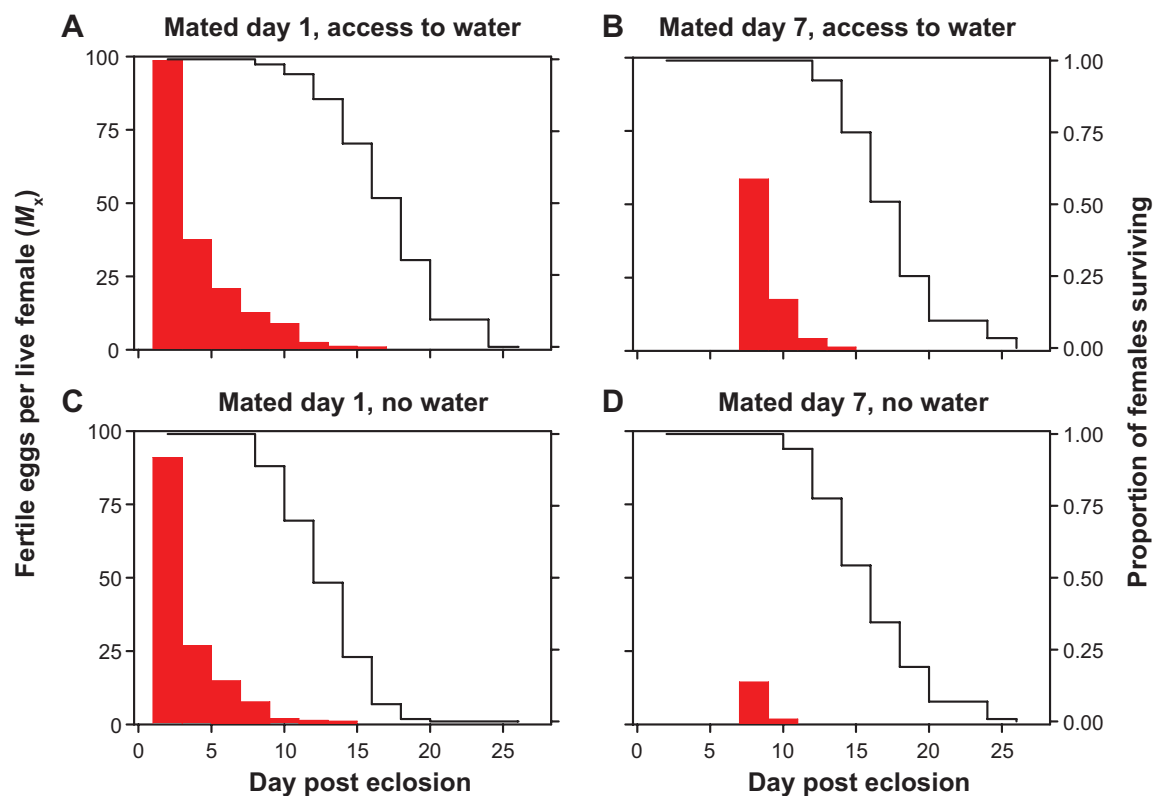 A Mated day 1, access to water
B Mated day 7, access to water
100
75
50
25
0
1.00
0.75
0.50
0.25
0.00
C Mated day 1, no water
D Mated day 7, no water
100
75
50
25
0
1.00
0.75
0.50
0.25
0.00
0 5 10 15 20 25
0 5 10 15 20 25
Day post eclosion
Day post eclosion
Fertile eggs per live female (Mx)
Proportion of females surviving